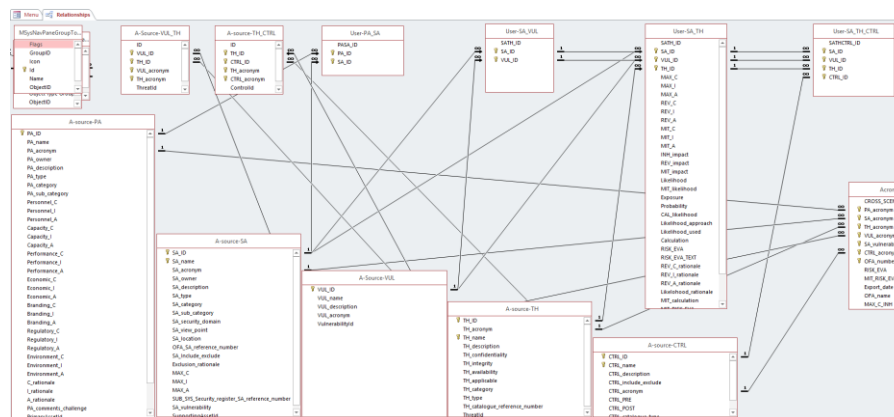 Menu
Relationships
MSysNavPaneGroupTo...
Flags
GroupID
Icon
Id
Name
ObjectID
ObjectID
A-Source-VUL_TH
ID
VUL_ID
TH_ID
VUL_acronym
TH_acronym
ThreatId
A-source-TH_CTRL
ID
TH_ID
CTRL_ID
TH_acronym
CTRL_acronym
ControlId
User-PA_SA
PASA_ID
PA_ID
SA_ID
User-SA_VUL
SATH_ID
SA_ID
VUL_ID
User-SA_TH
SATH_ID
SA_ID
VUL_ID
TH_ID
MAX_C
MAX_I
MAX_A
REV_C
REV_I
REV_A
MIT_C
MIT_I
MIT_A
INH_impact
REV_impact
MIT_impact
Likelihood
MIT_likelihood
Exposure
Probability
CAL_likelihood
Likelihood_approach
Likelihood_used
Calculation
RISK_EVA
RISK_EVA_TEXT
REV_C_rationale
REV_I_rationale
REV_A_rationale
Likelohood_rationale
MIT_calculation
User-SA_TH_CTRL
SATHCTRL_ID
SA_ID
VUL_ID
TH_ID
CTRL_ID
A-source-PA
PA_ID
PA_name
PA_acronym
PA_owner
PA_description
PA_type
PA_category
PA_sub_category
Personnel_C
Personnel_I
Personnel_A
Capacity_C
Capacity_I
Capacity_A
Performance_C
Performance_I
Performance_A
Economic_C
Economic_I
Economic_A
Branding_C
Branding_I
Branding_A
Regulatory_C
Regulatory_I
Regulatory_A
Environment_C
Environment_I
Environment_A
C_rationale
I_rationale
A_rationale
PA_comments_challenge
A-source-SA
SA_ID
SA_name
SA_acronym
SA_owner
SA_description
SA_type
SA_category
SA_sub_category
SA_security_domain
SA_view_point
SA_location
OFA_SA_reference_number
SA_include_exclude
Exclusion_rationale
MAX_C
MAX_I
MAX_A
SUB_SYS_Security_register_SA_reference_number
SA_vulnerability
A-Source-VUL
VUL_ID
VUL_name
VUL_description
VUL_acronym
VulnerabilityId
A-source-TH
TH_ID
TH_acronym
TH_name
TH_description
TH_confidentiality
TH_integrity
TH_availability
TH_applicable
TH_category
TH_type
TH_catalogue_reference_number
ThreatId
A-source-CTRL
CTRL_ID
CTRL_name
CTRL_description
CTRL_include_exclude
CTRL_acronym
CTRL_PRE
CTRL_POST
Acron
CROSS_SCEN
PA_acronym
SA_acronym
TH_acronym
VUL_acronym
SA_vulnerab
CTRL_acrony
OFA_number
RISK_EVA
MIT_RISK_EV
Export_date
OFA_name
MAX_C_INH